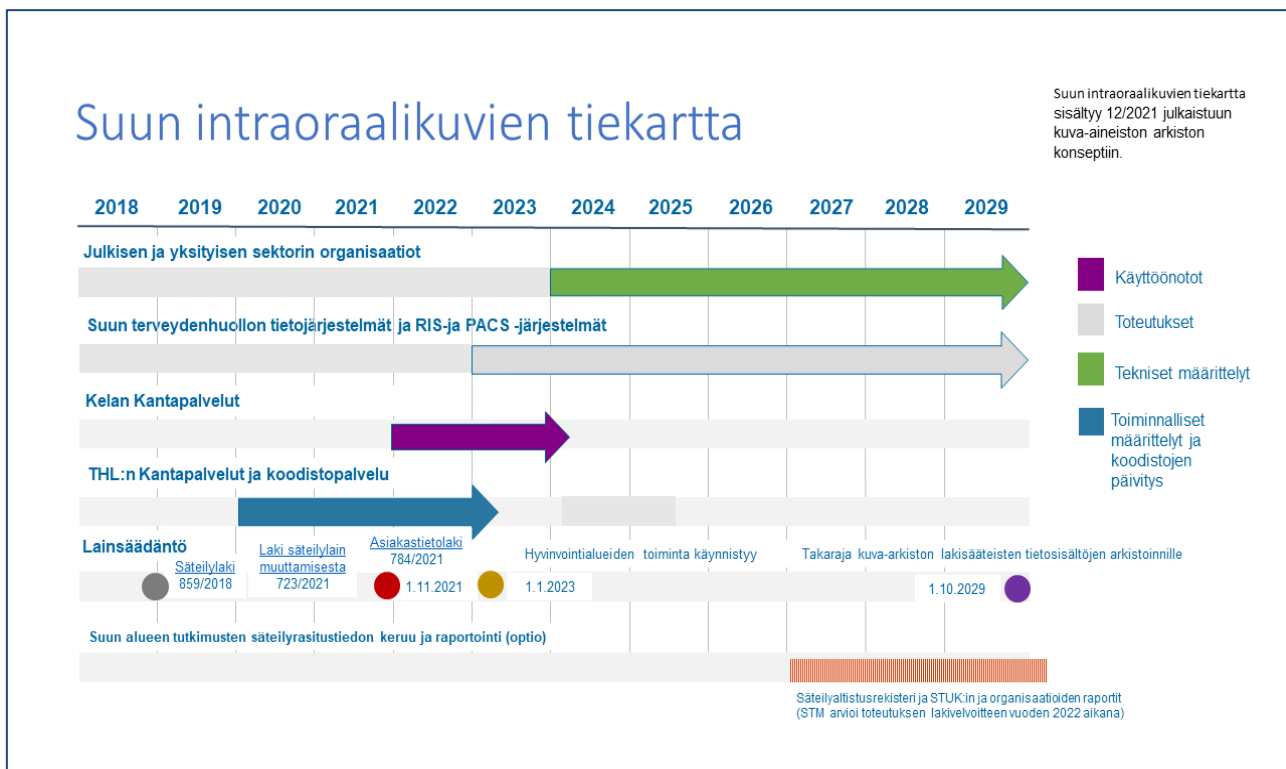 Suun intraoraalikuvien tiekartta
Suun intraoraalikuvien tiekartta
sisältyy 12/2021 julkaistuun
kuva-aineiston arkiston
konseptiin.
2018 2019 2020 2021 2022 2023 2024 2025 2026 2027 2028 2029
Julkisen ja yksityisen sektorin organisaatiot
Suun terveydenhuollon tietojärjestelmät ja RIS-ja PACS -järjestelmät
Kelan Kantapalvelut
THL:n Kantapalvelut ja koodistopalvelu
Käyttöönotot
Toteutukset
Tekniset määrittelyt
Toiminnalliset
määrittelyt ja
koodistojen
päivitys
Lainsäädäntö
Säteilylaki
859/2018
Laki säteilylain
muuttamisesta
723/2021
Asiakastietolaki
784/2021
1.11.2021
Hyvinvointialueiden toiminta käynnistyy
1.1.2023
Takaraja kuva-arkiston lakisääteisten tietosisältöjen arkistoinnille
1.10.2029
Suun alueen tutkimusten säteilyrasitustiedon keruu ja raportointi (optio)
Säteilyaltistusrekisteri ja STUK:in ja organisaatioiden raportit
(STM arvioi toteutuksen lakivelvoitteen vuoden 2022 aikana)